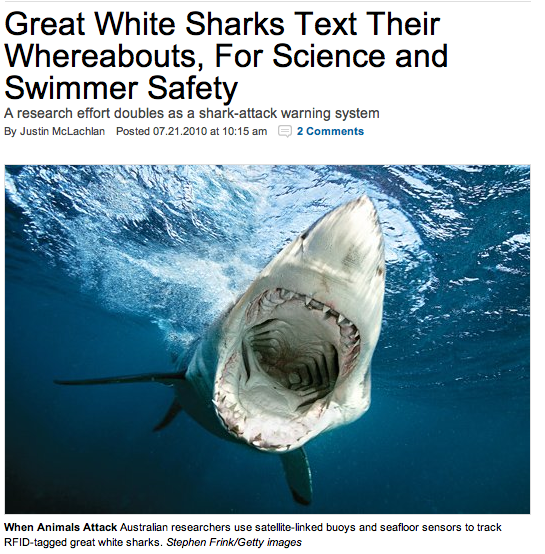 Great White Sharks Text Their
Whereabouts, For Science and
Swimmer Safety
A research effort doubles as a shark-attack warning system
By Justin McLachlan Posted 07.21.2010 at 10:15 am 2 Comments
When Animals Attack Australian researchers use satellite-linked buoys and seafloor sensors to track
RFID-tagged great white sharks. Stephen Frink/Getty images